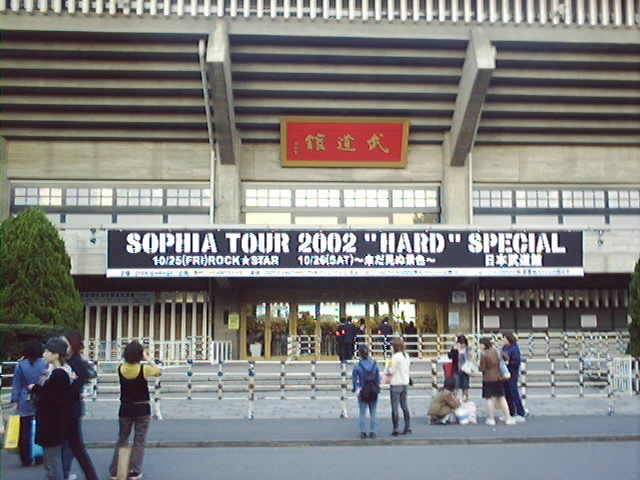 武道館
SOPHIA TOUR 2002 "HARD" SPECIAL
10/25(FRI)ROCK★STAR 10/26(SAT)〜未だ見ぬ景色〜 日本武道館